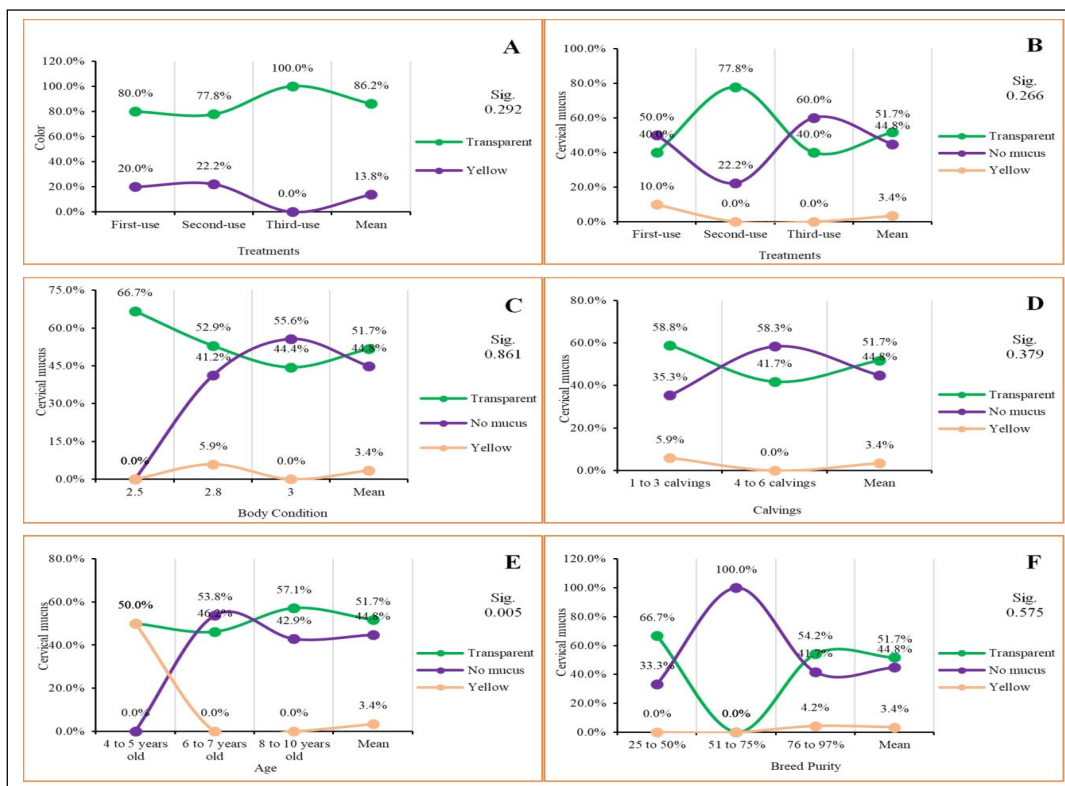 A
120.0%
100.0%
80.0%
60.0%
40.0%
20.0%
0.0%
Color
80.0%
77.8%
100.0%
86.2%
20.0%
22.2%
0.0%
13.8%
First-use
Second-use
Third-use
Mean
Treatments
Sig.
0.292
Transparent
Yellow
B
100.0%
80.0%
60.0%
40.0%
20.0%
0.0%
Cervical mucus
50.0%
40.0%
10.0%
77.8%
22.2%
0.0%
60.0%
40.0%
0.0%
51.7%
44.8%
3.4%
First-use
Second-use
Third-use
Mean
Treatments
Sig.
0.266
Transparent
No mucus
Yellow
C
75.0%
60.0%
45.0%
30.0%
15.0%
0.0%
Cervical mucus
66.7%
0.0%
0.0%
52.9%
41.2%
5.9%
55.6%
44.4%
0.0%
51.7%
44.8%
3.4%
2.5
2.8
3
Mean
Body Condition
Sig.
0.861
Transparent
No mucus
Yellow
D
80.0%
60.0%
40.0%
20.0%
0.0%
Cervical mucus
58.8%
35.3%
5.9%
58.3%
41.7%
0.0%
51.7%
44.8%
3.4%
1 to 3 calvings
4 to 6 calvings
Mean
Calvings
Sig.
0.379
Transparent
No mucus
Yellow
E
80.0%
60.0%
40.0%
20.0%
0.0%
Cervical mucus
50.0%
50.0%
0.0%
53.8%
46.2%
0.0%
57.1%
42.9%
0.0%
51.7%
44.8%
3.4%
4 to 5 years old
6 to 7 years old
8 to 10 years old
Mean
Age
Sig.
0.005
Transparent
No mucus
Yellow
F
120.0%
100.0%
80.0%
60.0%
40.0%
20.0%
0.0%
Cervical mucus
66.7%
33.3%
0.0%
100.0%
0.0%
0.0%
54.2%
41.7%
4.2%
51.7%
44.8%
3.4%
25 to 50%
51 to 75%
76 to 97%
Mean
Breed Purity
Sig.
0.575
Transparent
No mucus
Yellow